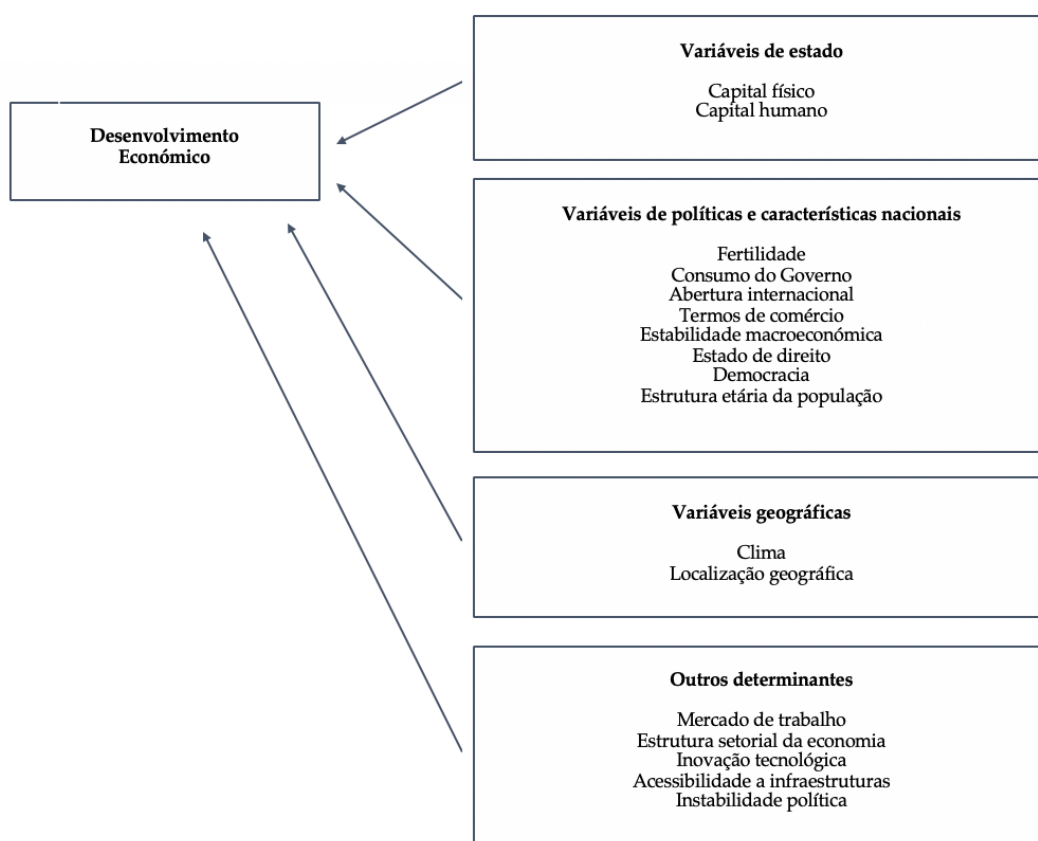 Desenvolvimento
Económico
Variáveis de estado
Capital físico
Capital humano
Variáveis de políticas e características nacionais
Fertilidade
Consumo do Governo
Abertura internacional
Termos de comércio
Estabilidade macroeconómica
Estado de direito
Democracia
Estrutura etária da população
Variáveis geográficas
Clima
Localização geográfica
Outros determinantes
Mercado de trabalho
Estrutura setorial da economia
Inovação tecnológica
Acessibilidade a infraestruturas
Instabilidade política